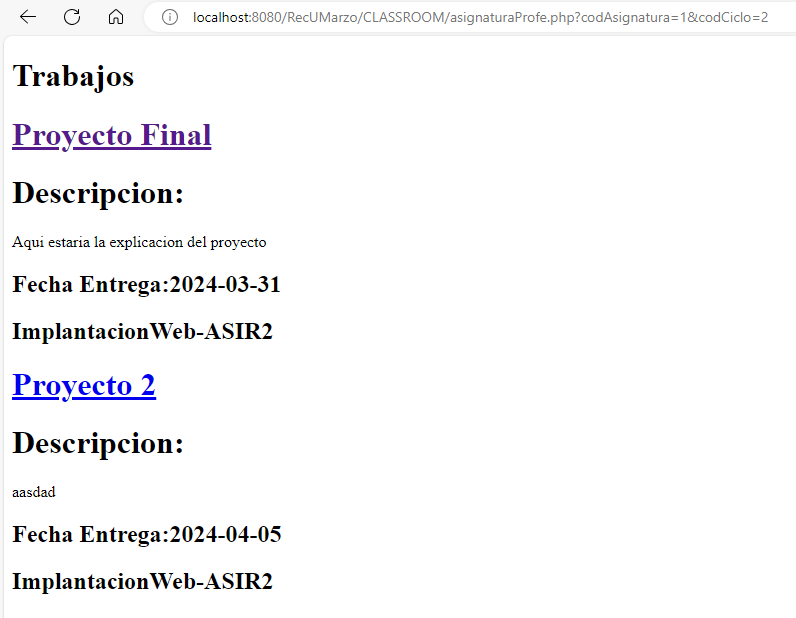 localhost:8080/RecUMarzo/CLASSROOM/asignaturaProfe.php?codAsignatura=1&codCiclo=2
Trabajos
Proyecto Final
Descripcion:
Aqui estaria la explicacion del proyecto
Fecha Entrega:2024-03-31
ImplantacionWeb-ASIR2
Proyecto 2
Descripcion:
aasdad
Fecha Entrega:2024-04-05
ImplantacionWeb-ASIR2